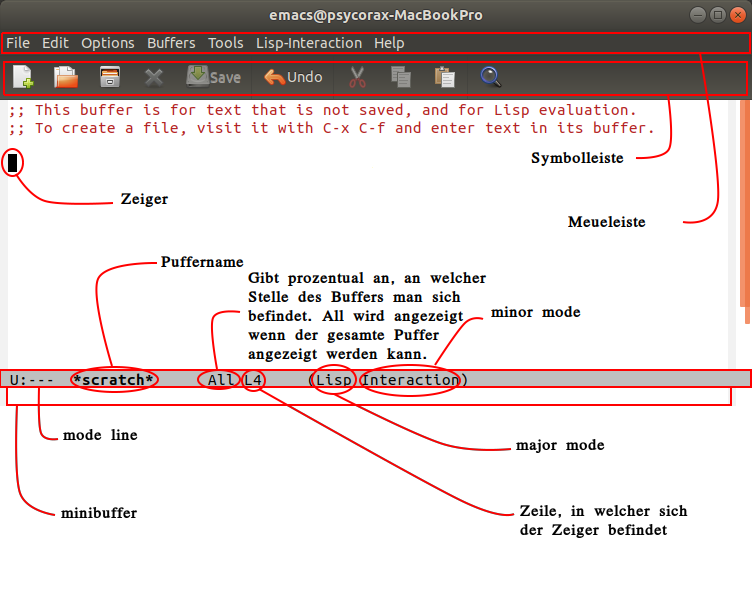 emacs@psycorax-MacBookPro
File Edit Options Buffers Tools Lisp-Interaction Help
Save Undo
;; This buffer is for text that is not saved, and for Lisp evaluation.
;; To create a file, visit it with C-x C-f and enter text in its buffer.
Symbolleiste
Zeiger
Meueleiste
Puffername
Gibt prozentual an, an welcher
Stelle des Buffers man sich
befindet. All wird angezeigt
wenn der gesamte Puffer
angezeigt werden kann.
minor mode
U:--- *scratch* All L4 (Lisp Interaction)
mode line
major mode
minibuffer
Zeile, in welcher sich
der Zeiger befindet